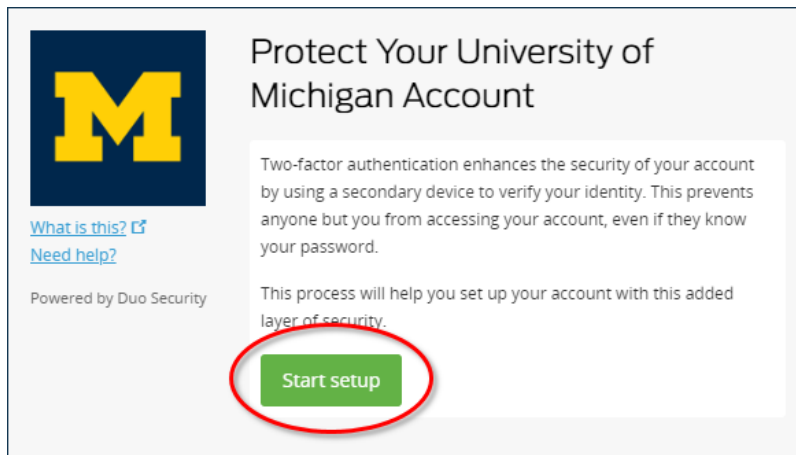 M
Protect Your University of
Michigan Account
Two-factor authentication enhances the security of your account
by using a secondary device to verify your identity. This prevents
anyone but you from accessing your account, even if they know
your password.
This process will help you set up your account with this added
layer of security.
Start setup
What is this?
Need help?
Powered by Duo Security